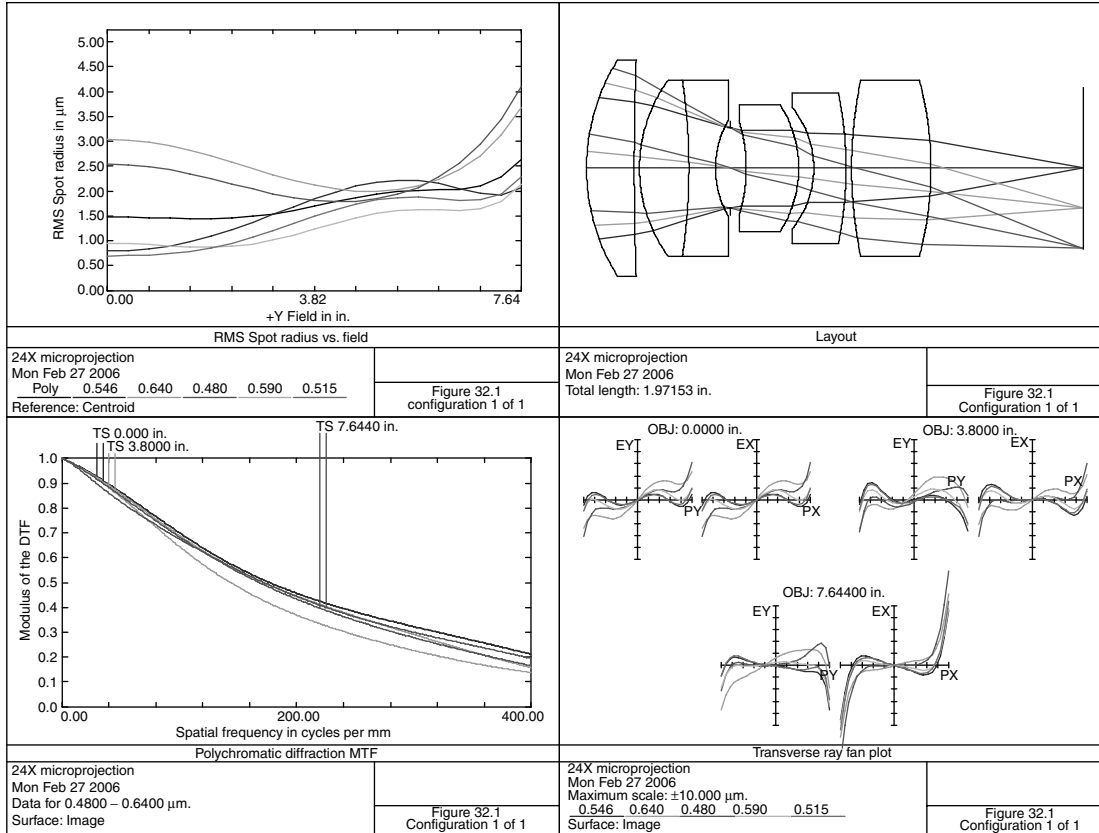 5.00
4.50
4.00
3.50
3.00
2.50
2.00
1.50
1.00
0.50
0.00
RMS Spot radius in μm
0.00 3.82 7.64
+Y Field in in.
RMS Spot radius vs. field
24X microprojection
Mon Feb 27 2006
Poly 0.546 0.640 0.480 0.590 0.515
Reference: Centroid
Figure 32.1
configuration 1 of 1
Layout
24X microprojection
Mon Feb 27 2006
Total length: 1.97153 in.
Figure 32.1
Configuration 1 of 1
TS 0.000 in.
TS 3.8000 in.
TS 7.6440 in.
1.0
0.9
0.8
0.7
0.6
0.5
0.4
0.3
0.2
0.1
0.0
Modulus of the DTF
0.00 200.00 400.00
Spatial frequency in cycles per mm
Polychromatic diffraction MTF
24X microprojection
Mon Feb 27 2006
Data for 0.4800 – 0.6400 μm.
Surface: Image
Figure 32.1
Configuration 1 of 1
OBJ: 0.0000 in.
EY EX
PY PX
OBJ: 3.8000 in.
EY EX
PY PX
OBJ: 7.64400 in.
EY EX
PY PX
Transverse ray fan plot
24X microprojection
Mon Feb 27 2006
Maximum scale: ±10.000 μm.
0.546 0.640 0.480 0.590 0.515
Surface: Image
Figure 32.1
Configuration 1 of 1